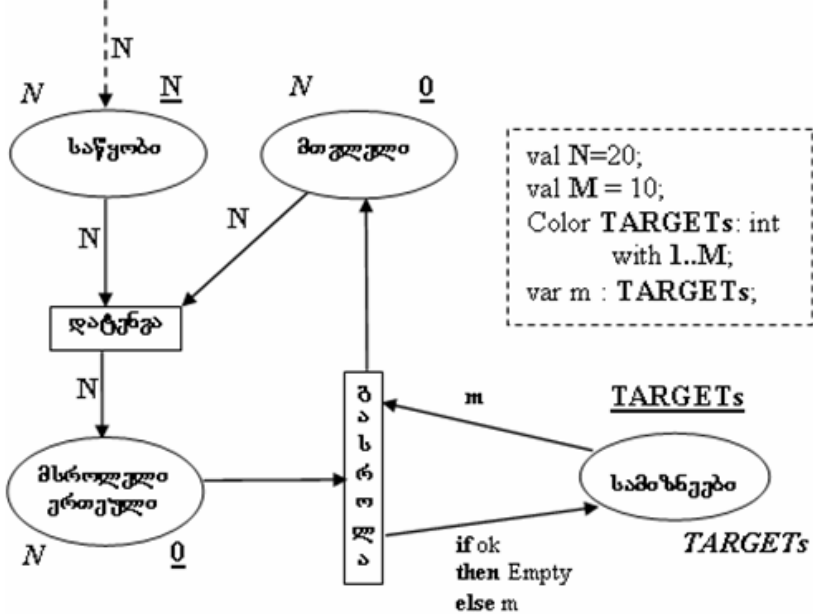 N
N N
საწყობი
N 0
მთვლელი
val N=20;
val M = 10;
Color TARGETs: int
with 1..M;
var m : TARGETs;
N
N
დატენვა
N
მსროლელი
ერთეული
N 0
გასროლა
m
TARGETs
სამიზნეები
TARGETs
if ok
then Empty
else m